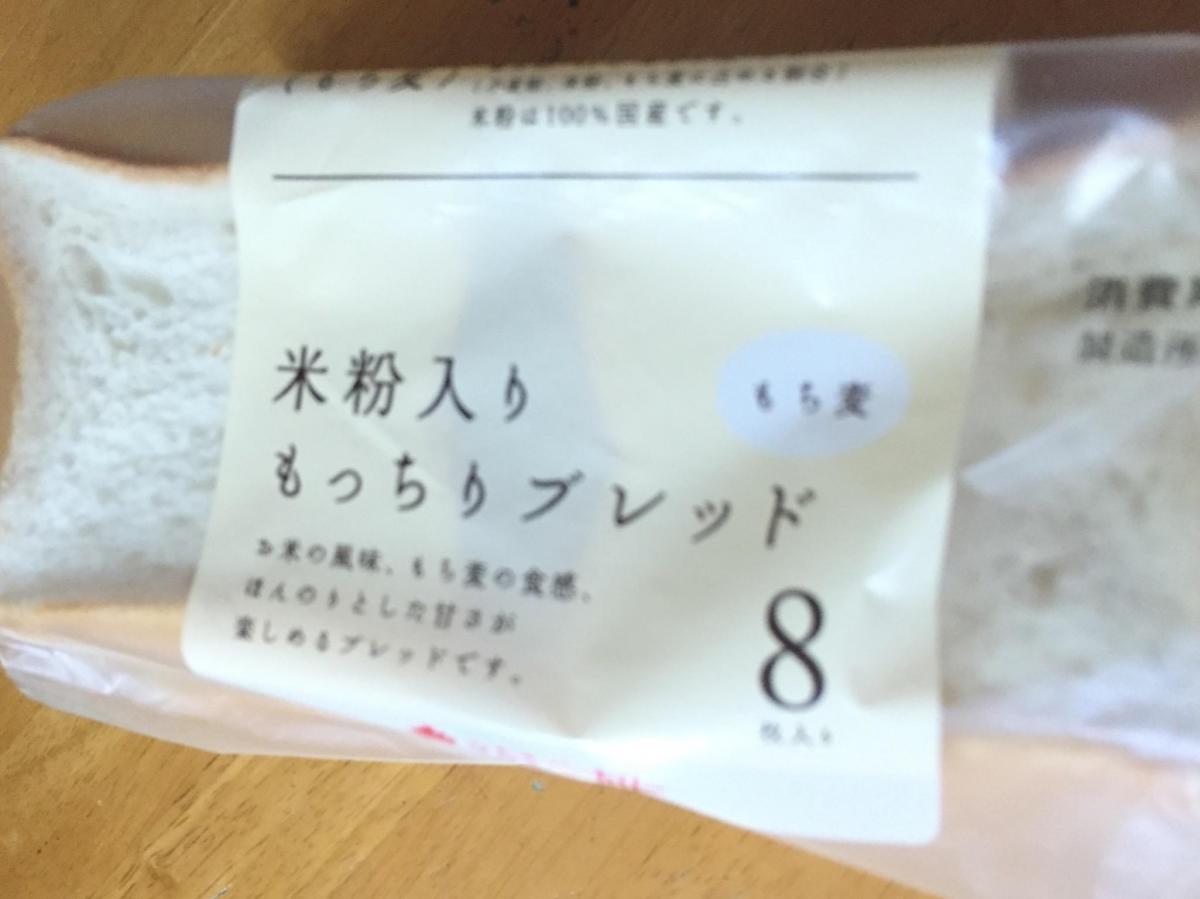 米粉は100%国産です。
米粉入り
もち麦
もっちりブレッド
お米の風味、もち麦の食感、
ほんのりとした甘さが
楽しめるブレッドです。
8
枚入り
消費
製造所